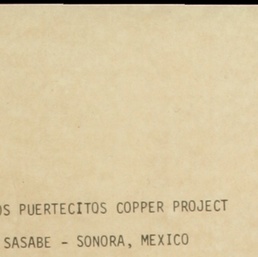 OS PUERTECITOS COPPER PROJECT
SASABE - SONORA, MEXICO